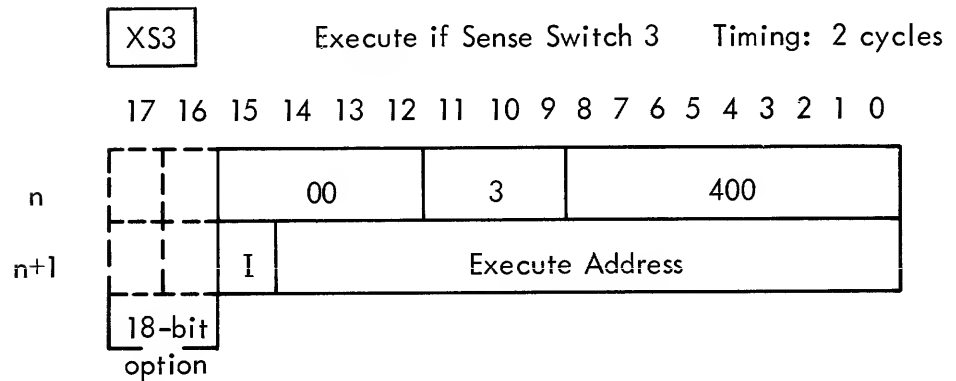 XS3 Execute if Sense Switch 3 Timing: 2 cycles
17 16 15 14 13 12 11 10 9 8 7 6 5 4 3 2 1 0
n 00 3 400
n+1 I Execute Address
18-bit
option